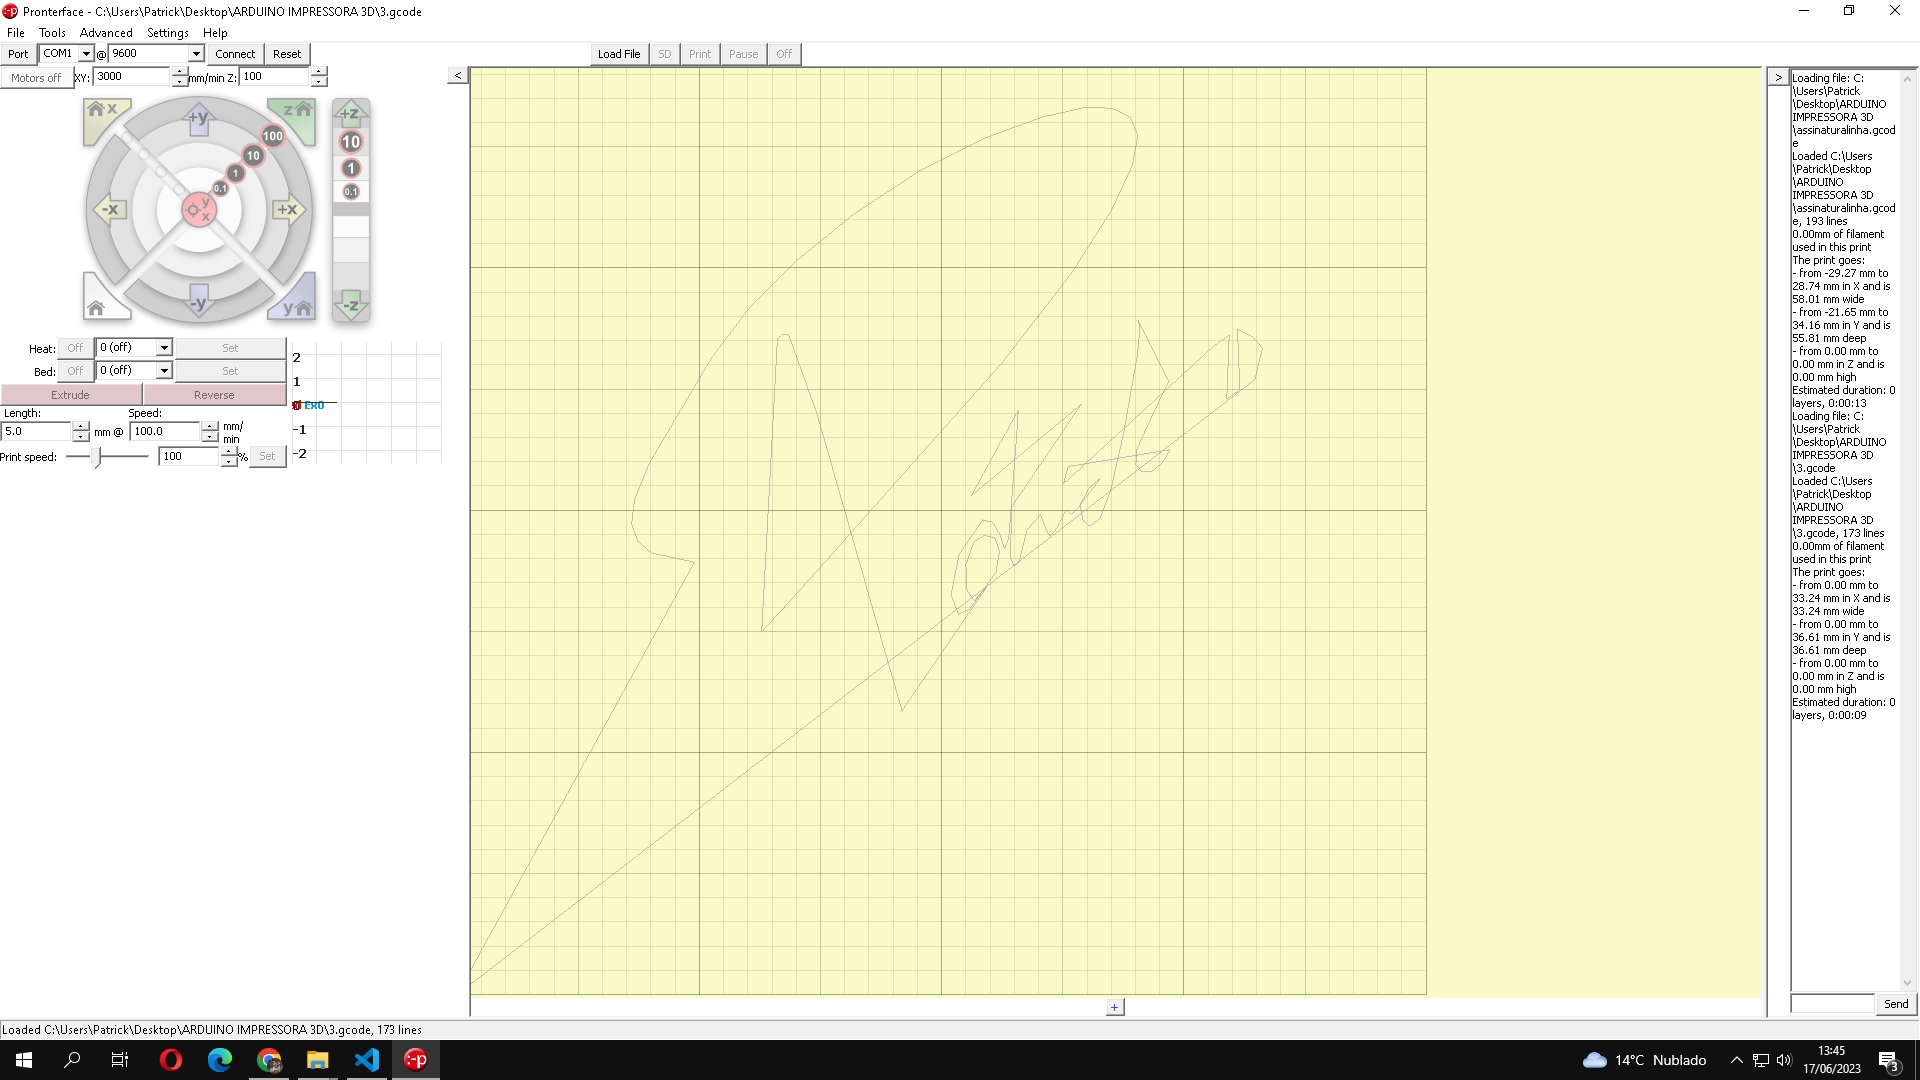 Pronterface - C:\Users\Patrick\Desktop\ARDUINO IMPRESSORA 3D\3.gcode
File Tools Advanced Settings Help
Port COM1 @ 9600 Connect Reset
Load File SD Print Pause Off
Motors off XY: 3000 mm/min Z: 100
<
>
x z
+y +z
100 10
10 1
1 0.1
0.1
-x y x +x
-y -z
y
Heat: Off 0 (off) Set
Bed: Off 0 (off) Set
Extrude Reverse
Length: Speed:
5.0 mm @ 100.0 mm/
min
Print speed: 100 % Set
2
1
Ex0
-1
-2
Loading file: C:
\Users\Patrick
\Desktop\ARDUINO
IMPRESSORA 3D
\assinaturalinha.gcod
e
Loaded C:\Users
\Patrick\Desktop
\ARDUINO
IMPRESSORA 3D
\assinaturalinha.gcod
e, 193 lines
0.00mm of filament
used in this print
The print goes:
- from -29.27 mm to
28.74 mm in X and is
58.01 mm wide
- from -21.65 mm to
34.16 mm in Y and is
55.81 mm deep
- from 0.00 mm to
0.00 mm in Z and is
0.00 mm high
Estimated duration: 0
layers, 0:00:13
Loading file: C:
\Users\Patrick
\Desktop\ARDUINO
IMPRESSORA 3D
\3.gcode
Loaded C:\Users
\Patrick\Desktop
\ARDUINO
IMPRESSORA 3D
\3.gcode, 173 lines
0.00mm of filament
used in this print
The print goes:
- from 0.00 mm to
33.24 mm in X and is
33.24 mm wide
- from 0.00 mm to
36.61 mm in Y and is
36.61 mm deep
- from 0.00 mm to
0.00 mm in Z and is
0.00 mm high
Estimated duration: 0
layers, 0:00:09
+
Send
Loaded C:\Users\Patrick\Desktop\ARDUINO IMPRESSORA 3D\3.gcode, 173 lines
14°C Nublado
13:45
17/06/2023
3